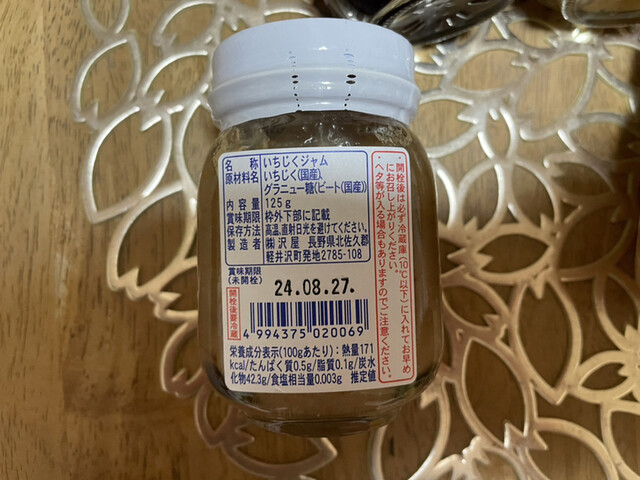 名称 いちじくジャム
原材料名 いちじく(国産)、
グラニュー糖(ビート(国産))
内容量 125g
賞味期限 枠外下部に記載
保存方法 高温、直射日光を避けてください。
製造者 ㈱沢屋 長野県北佐久郡
軽井沢町発地2785-108
開栓後は必ず冷蔵庫(10℃以下)に入れてお早め
にお召し上がりください。
ヘタ等が入る場合もありますのでご注意ください。
賞味期限
(未開栓)
24.08.27.
開栓後要冷蔵
4 994375 020069
栄養成分表示(100gあたり):熱量171
kcal/たんぱく質0.5g/脂質0.1g/炭水
化物42.3g/食塩相当量0.003g 推定値